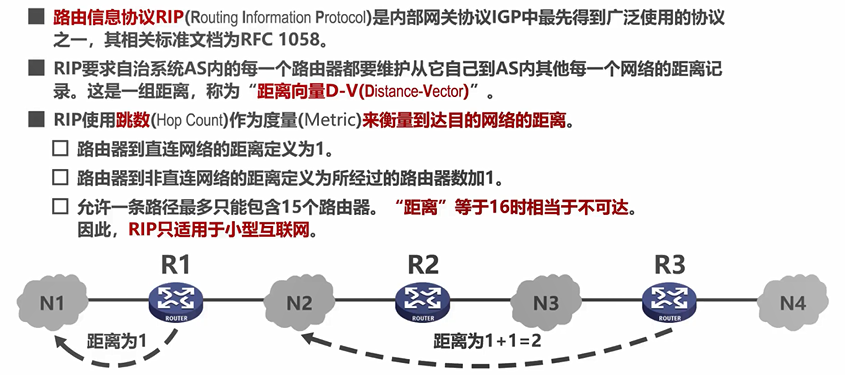 路由信息协议RIP(Routing Information Protocol)是内部网关协议IGP中最先得到广泛使用的协议
之一，其相关标准文档为RFC 1058。
RIP要求自治系统AS内的每一个路由器都要维护从它自己到AS内其他每一个网络的距离记
录。这是一组距离，称为“距离向量D-V(Distance-Vector)”。
RIP使用跳数(Hop Count)作为度量(Metric)来衡量到达目的网络的距离。
路由器到直连网络的距离定义为1。
路由器到非直连网络的距离定义为所经过的路由器数加1。
允许一条路径最多只能包含15个路由器。“距离”等于16时相当于不可达。
因此，RIP只适用于小型互联网。
R1 R2 R3
N1 N2 N3 N4
ROUTER ROUTER ROUTER
距离为1 距离为1+1=2